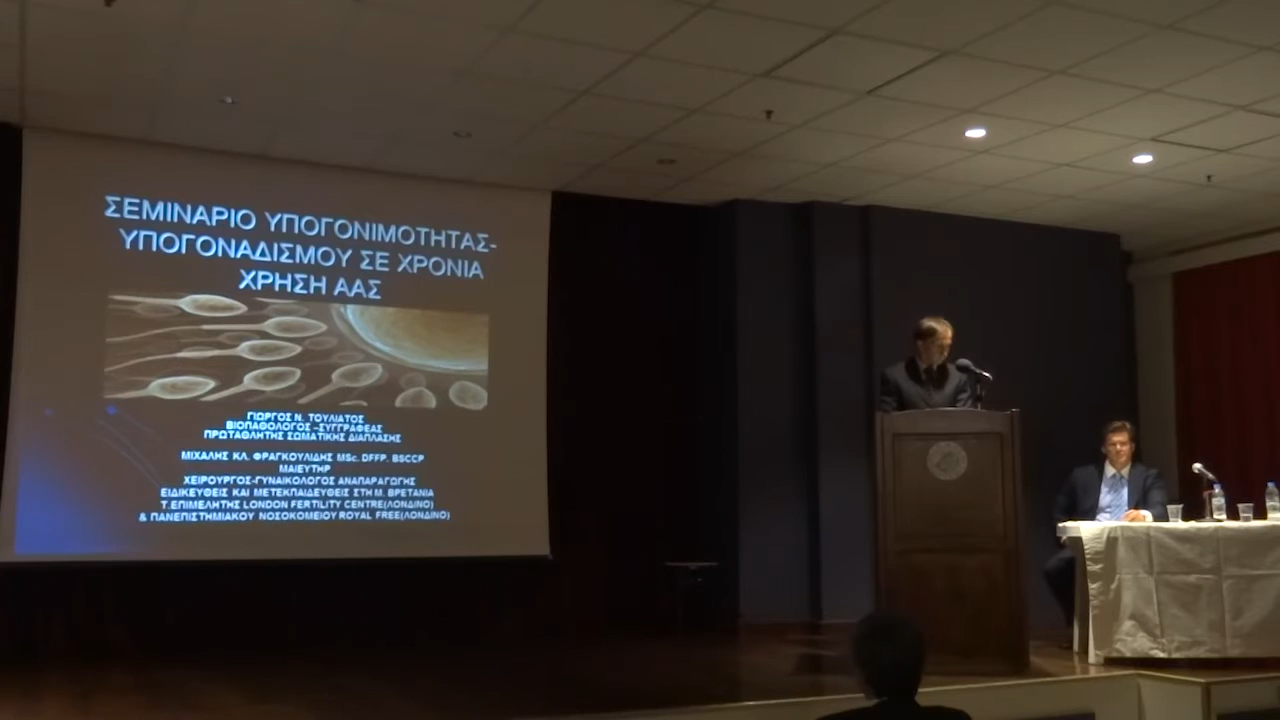 ΣΕΜΙΝΑΡΙΟ ΥΠΟΓΟΝΙΜΟΤΗΤΑΣ-
ΥΠΟΓΟΝΑΔΙΣΜΟΥ ΣΕ ΧΡΟΝΙΑ
ΧΡΗΣΗ ΑΑΣ
ΓΙΩΡΓΟΣ Ν. ΤΟΥΛΙΑΤΟΣ
ΒΙΟΠΑΘΟΛΟΓΟΣ –ΣΥΓΓΡΑΦΕΑΣ
ΠΡΩΤΑΘΛΗΤΗΣ ΣΩΜΑΤΙΚΗΣ ΔΙΑΠΛΑΣΗΣ
ΜΙΧΑΛΗΣ ΚΛ. ΦΡΑΓΚΟΥΛΙΔΗΣ MSc. DFFP. BSCCP
ΜΑΙΕΥΤΗΡ
ΧΕΙΡΟΥΡΓΟΣ-ΓΥΝΑΙΚΟΛΟΓΟΣ ΑΝΑΠΑΡΑΓΩΓΗΣ
ΕΙΔΙΚΕΥΘΕΙΣ ΚΑΙ ΜΕΤΕΚΠΑΙΔΕΥΘΕΙΣ ΣΤΗ Μ. ΒΡΕΤΑΝΙΑ
Τ.ΕΠΙΜΕΛΗΤΗΣ LONDON FERTILITY CENTRE(ΛΟΝΔΙΝΟ)
& ΠΑΝΕΠΙΣΤΗΜΙΑΚΟΥ ΝΟΣΟΚΟΜΕΙΟΥ ROYAL FREE(ΛΟΝΔΙΝΟ)